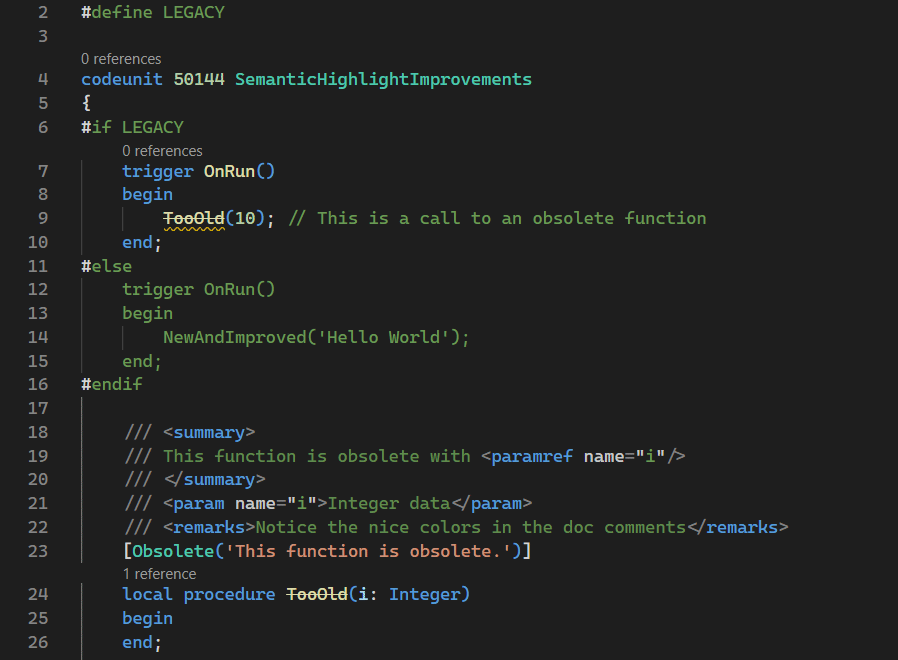 2 #define LEGACY
3
0 references
4 codeunit 50144 SemanticHighlightImprovements
5 {
6 #if LEGACY
0 references
7     trigger OnRun()
8     begin
9         TooOld(10); // This is a call to an obsolete function
10     end;
11 #else
12     trigger OnRun()
13     begin
14         NewAndImproved('Hello World');
15     end;
16 #endif
17
18     /// <summary>
19     /// This function is obsolete with <paramref name="i"/>
20     /// </summary>
21     /// <param name="i">Integer data</param>
22     /// <remarks>Notice the nice colors in the doc comments</remarks>
23     [Obsolete('This function is obsolete.')]
1 reference
24     local procedure TooOld(i: Integer)
25     begin
26     end;